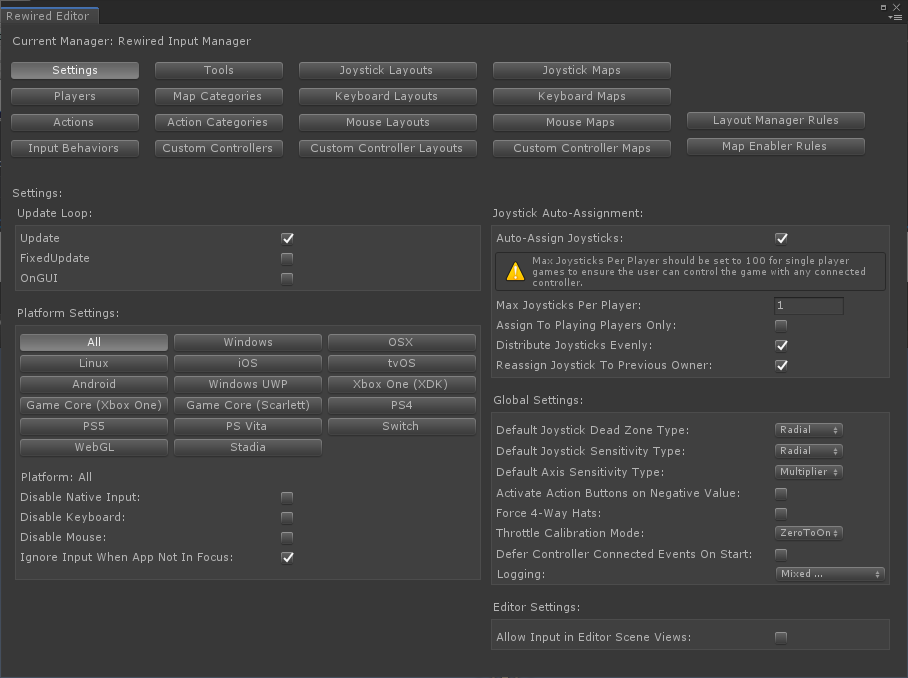 Rewired Editor
Current Manager: Rewired Input Manager
Settings Tools Joystick Layouts Joystick Maps
Players Map Categories Keyboard Layouts Keyboard Maps
Actions Action Categories Mouse Layouts Mouse Maps Layout Manager Rules
Input Behaviors Custom Controllers Custom Controller Layouts Custom Controller Maps Map Enabler Rules
Settings:
Update Loop:
Update
FixedUpdate
OnGUI
Platform Settings:
All Windows OSX
Linux iOS tvOS
Android Windows UWP Xbox One (XDK)
Game Core (Xbox One) Game Core (Scarlett) PS4
PS5 PS Vita Switch
WebGL Stadia
Platform: All
Disable Native Input:
Disable Keyboard:
Disable Mouse:
Ignore Input When App Not In Focus:
Joystick Auto-Assignment:
Auto-Assign Joysticks:
Max Joysticks Per Player should be set to 100 for single player
games to ensure the user can control the game with any connected
controller.
Max Joysticks Per Player: 1
Assign To Playing Players Only:
Distribute Joysticks Evenly:
Reassign Joystick To Previous Owner:
Global Settings:
Default Joystick Dead Zone Type: Radial
Default Joystick Sensitivity Type: Radial
Default Axis Sensitivity Type: Multiplier
Activate Action Buttons on Negative Value:
Force 4-Way Hats:
Throttle Calibration Mode: ZeroToOn
Defer Controller Connected Events On Start:
Logging: Mixed ...
Editor Settings:
Allow Input in Editor Scene Views: